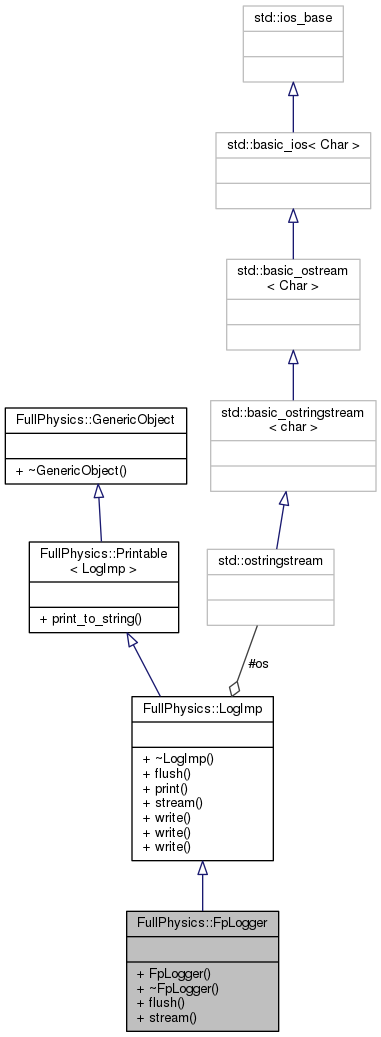 std::ios_base
std::basic_ios< Char >
std::basic_ostream
< Char >
std::basic_ostringstream
< char >
FullPhysics::GenericObject
+ ~GenericObject()
FullPhysics::Printable
< LogImp >
+ print_to_string()
std::ostringstream
#os
FullPhysics::LogImp
+ ~LogImp()
+ flush()
+ print()
+ stream()
+ write()
+ write()
+ write()
FullPhysics::FpLogger
+ FpLogger()
+ ~FpLogger()
+ flush()
+ stream()